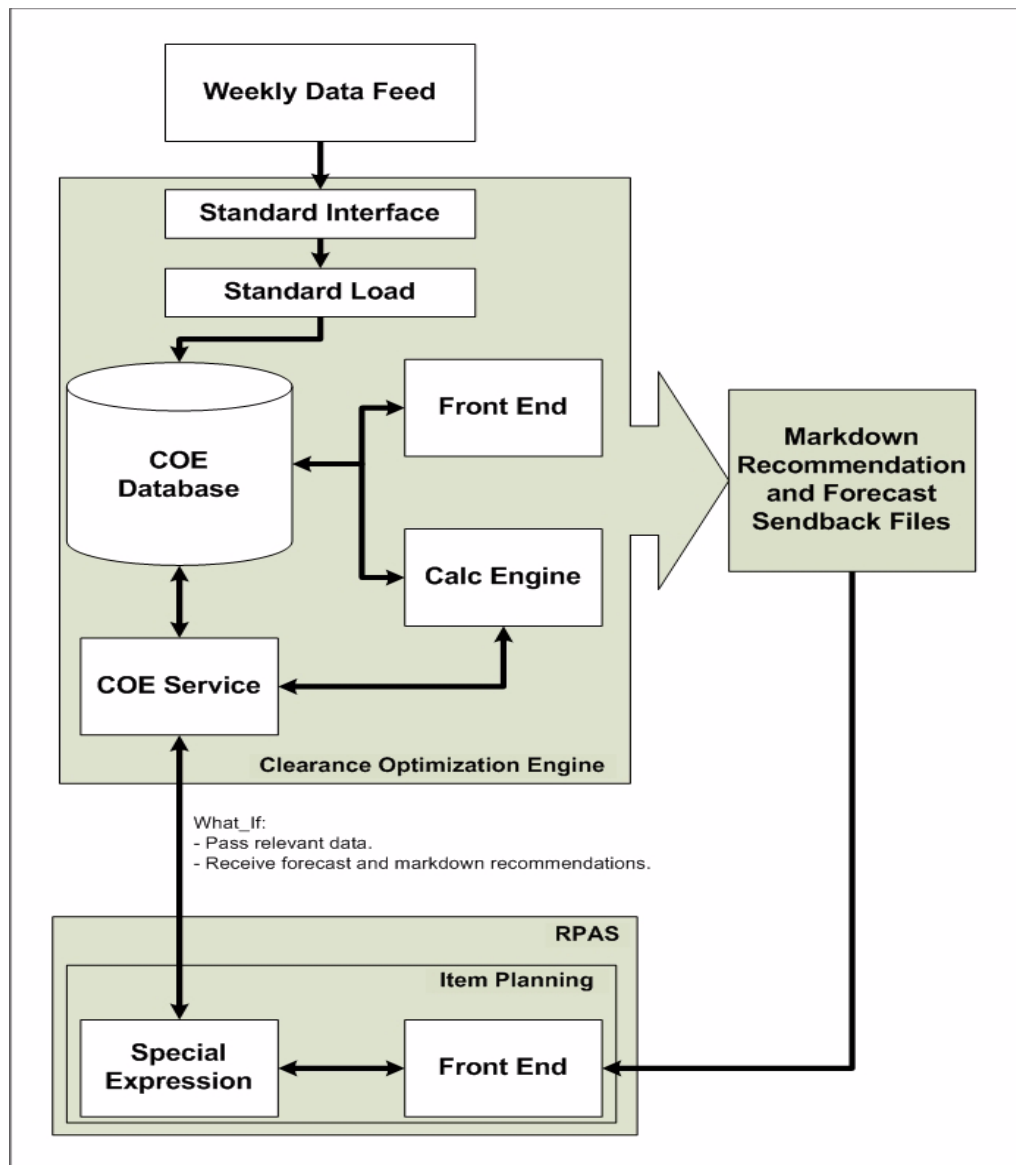 Weekly Data Feed
Standard Interface
Standard Load
COE
Database
Front End
Calc Engine
COE Service
Clearance Optimization Engine
Markdown
Recommendation
and Forecast
Sendback Files
What_If:
- Pass relevant data.
- Receive forecast and markdown recommendations.
RPAS
Item Planning
Special
Expression
Front End